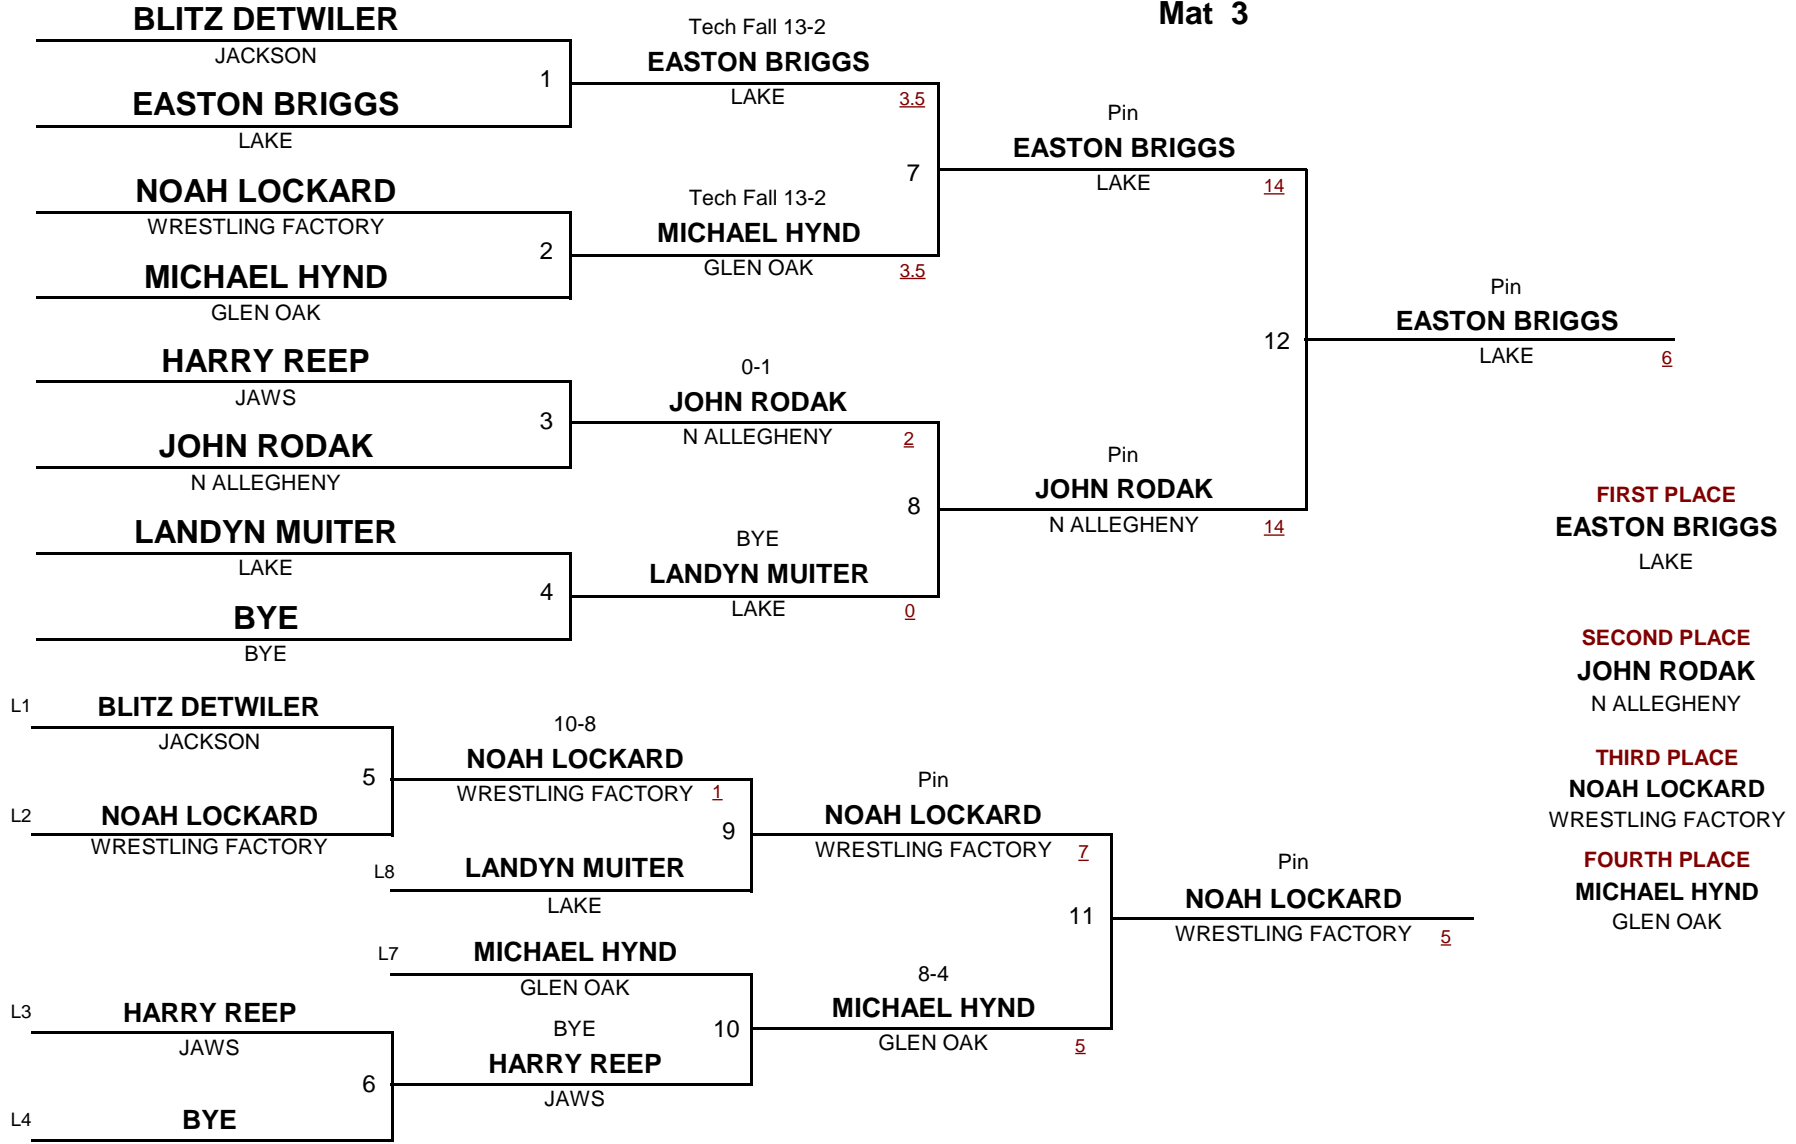 Mat 3
BLITZ DETWILER
JACKSON
1
EASTON BRIGGS
LAKE
NOAH LOCKARD
WRESTLING FACTORY
2
MICHAEL HYND
GLEN OAK
HARRY REEP
JAWS
3
JOHN RODAK
N ALLEGHENY
LANDYN MUITER
LAKE
4
BYE
BYE
Tech Fall 13-2
EASTON BRIGGS
LAKE 3.5
7
Tech Fall 13-2
MICHAEL HYND
GLEN OAK 3.5
0-1
JOHN RODAK
N ALLEGHENY 2
8
BYE
LANDYN MUITER
LAKE 0
Pin
EASTON BRIGGS
LAKE 14
12
Pin
JOHN RODAK
N ALLEGHENY 14
Pin
EASTON BRIGGS
LAKE 6
FIRST PLACE
EASTON BRIGGS
LAKE
SECOND PLACE
JOHN RODAK
N ALLEGHENY
THIRD PLACE
NOAH LOCKARD
WRESTLING FACTORY
FOURTH PLACE
MICHAEL HYND
GLEN OAK
L1 BLITZ DETWILER
JACKSON
5
L2 NOAH LOCKARD
WRESTLING FACTORY
L3 HARRY REEP
JAWS
6
L4 BYE
10-8
NOAH LOCKARD
WRESTLING FACTORY 1
9
L8 LANDYN MUITER
LAKE
L7 MICHAEL HYND
GLEN OAK
BYE 10
HARRY REEP
JAWS
Pin
NOAH LOCKARD
WRESTLING FACTORY 7
11
8-4
MICHAEL HYND
GLEN OAK 5
Pin
NOAH LOCKARD
WRESTLING FACTORY 5